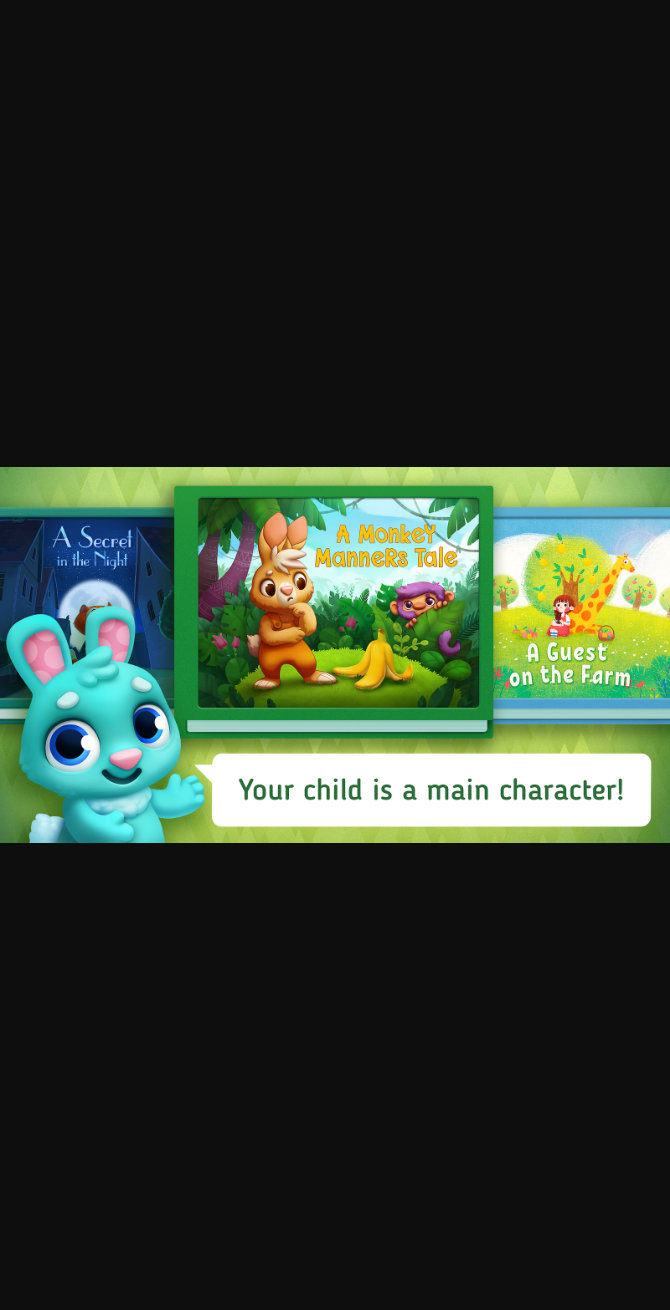 A Secret
in the Night
A Monkey
Manners Tale
A Guest
on the Farm
Your child is a main character!